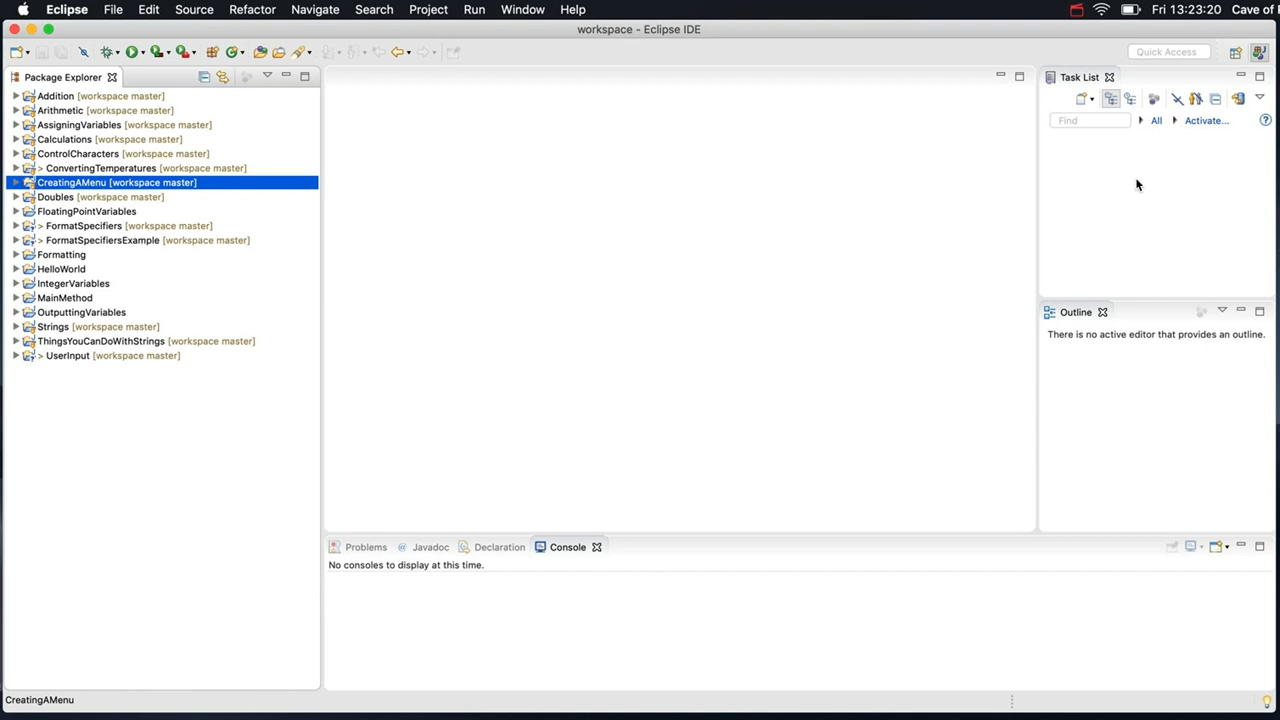 Eclipse File Edit Source Refactor Navigate Search Project Run Window Help Fri 13:23:20 Cave of
workspace - Eclipse IDE
Quick Access
Package Explorer
Addition [workspace master]
Arithmetic [workspace master]
AssigningVariables [workspace master]
Calculations [workspace master]
ControlCharacters [workspace master]
> ConvertingTemperatures [workspace master]
CreatingAMenu [workspace master]
Doubles [workspace master]
FloatingPointVariables
> FormatSpecifiers [workspace master]
> FormatSpecifiersExample [workspace master]
Formatting
HelloWorld
IntegerVariables
MainMethod
OutputtingVariables
Strings [workspace master]
ThingsYouCanDoWithStrings [workspace master]
> UserInput [workspace master]
Task List
Find All Activate...
Outline
There is no active editor that provides an outline.
Problems Javadoc Declaration Console
No consoles to display at this time.
CreatingAMenu